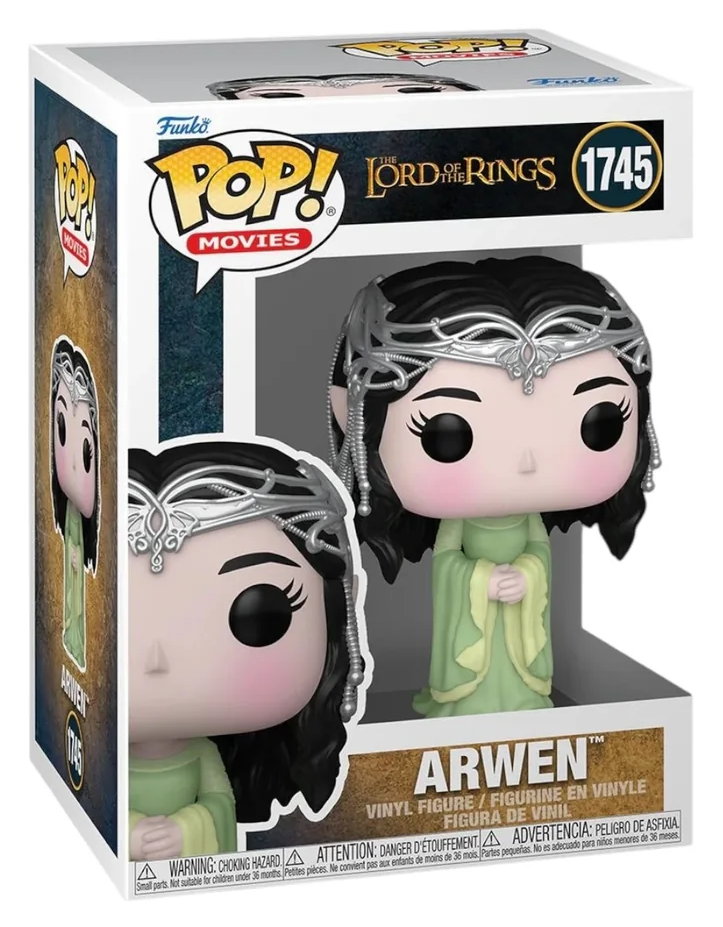 POP!
MOVIES
Funko
Funko
POP!
MOVIES
THE
LORD OF THE RINGS
1745
POP!
MOVIES
ARWEN™
1745
ARWEN™
VINYL FIGURE / FIGURINE EN VINYLE
FIGURA DE VINIL
WARNING: CHOKING HAZARD.
Small parts. Not suitable for children under 36 months.
ATTENTION: DANGER D'ÉTOUFFEMENT.
Petites pièces. Ne convient pas aux enfants de moins de 36 mois.
ADVERTENCIA: PELIGRO DE ASFIXIA.
Partes pequeñas. No es adecuado para niños menores de 36 meses.